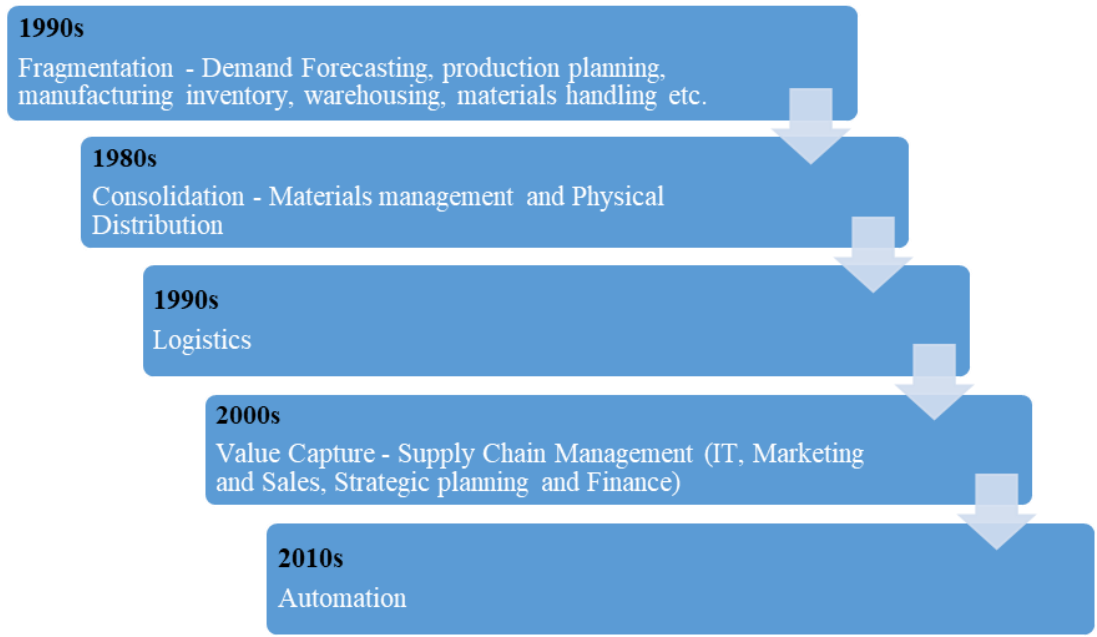 1990s
Fragmentation - Demand Forecasting, production planning,
manufacturing inventory, warehousing, materials handling etc.
1980s
Consolidation - Materials management and Physical
Distribution
1990s
Logistics
2000s
Value Capture - Supply Chain Management (IT, Marketing
and Sales, Strategic planning and Finance)
2010s
Automation